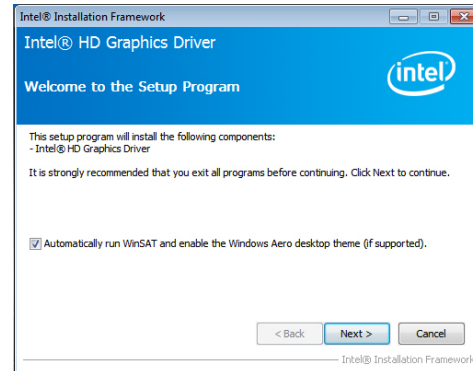 Intel® Installation Framework
Intel® HD Graphics Driver
intel®
Welcome to the Setup Program
This setup program will install the following components:
- Intel® HD Graphics Driver
It is strongly recommended that you exit all programs before continuing. Click Next to continue.
Automatically run WinSAT and enable the Windows Aero desktop theme (if supported).
< Back Next > Cancel
Intel® Installation Framework